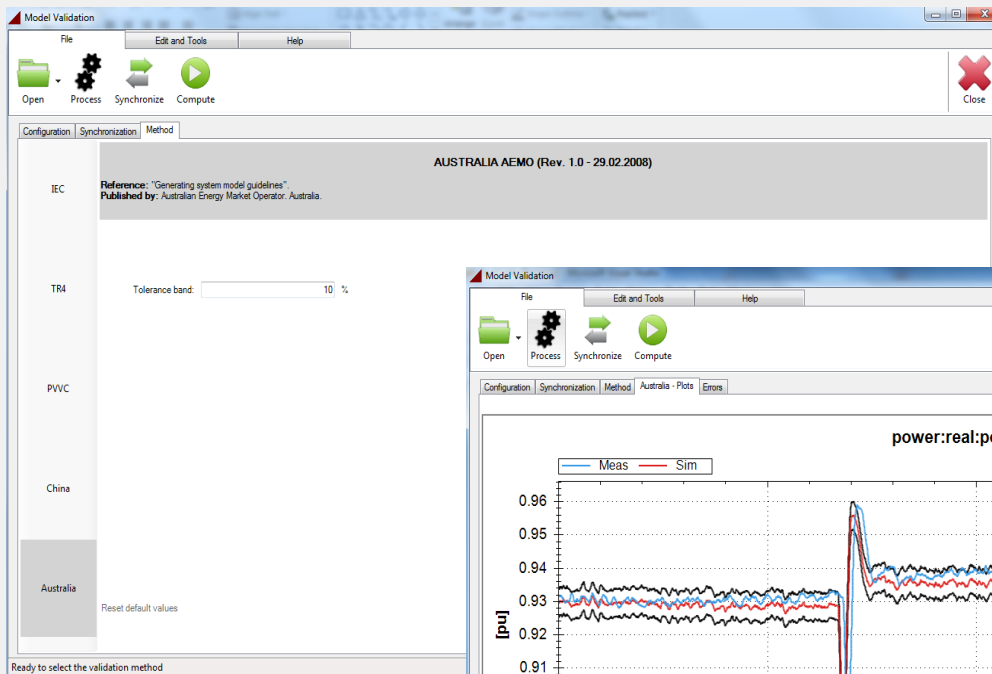 Model Validation
File Edit and Tools Help
Open Process Synchronize Compute Close
Configuration Synchronization Method
AUSTRALIA AEMO (Rev. 1.0 - 29.02.2008)
Reference: "Generating system model guidelines".
Published by: Australian Energy Market Operator. Australia.
IEC
TR4
Tolerance band: 10 %
PVVC
China
Australia
Reset default values
Ready to select the validation method
Model Validation
File Edit and Tools Help
Open Process Synchronize Compute
Configuration Synchronization Method Australia - Plots Errors
power:real:p
Meas Sim
0.96
0.95
0.94
0.93
0.92
0.91
[pu]